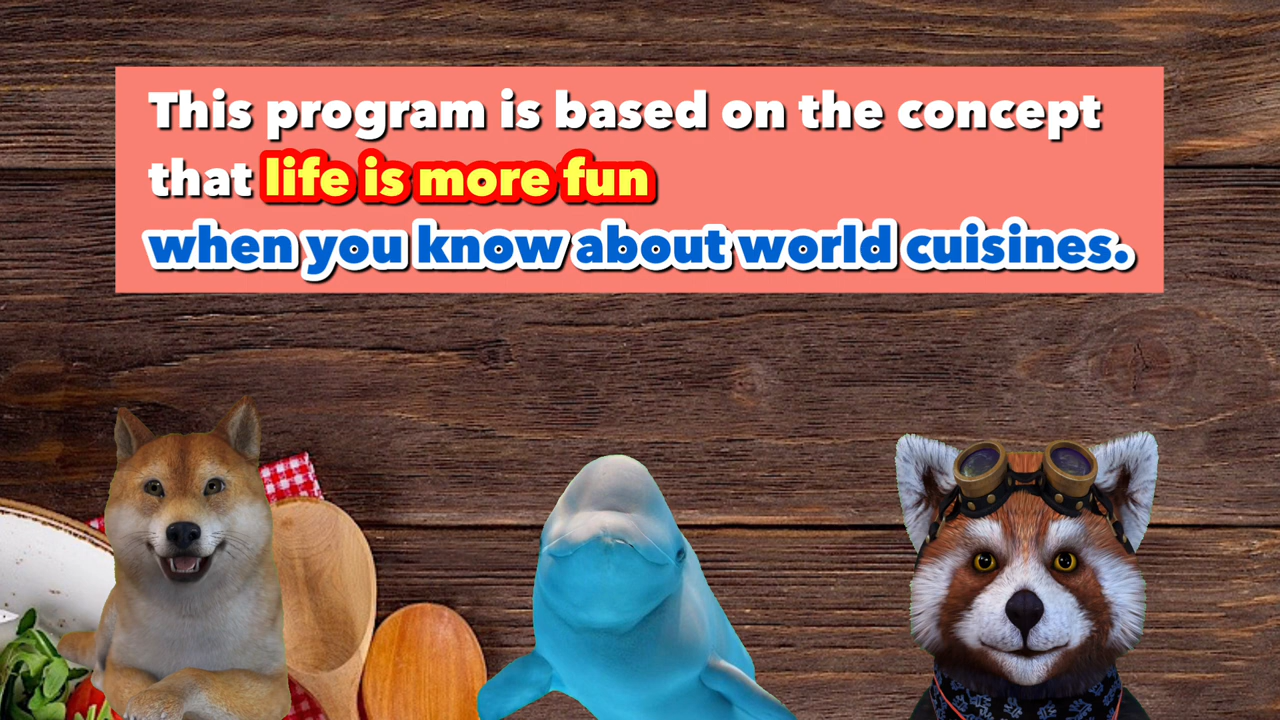 This program is based on the concept
that life is more fun
when you know about world cuisines.